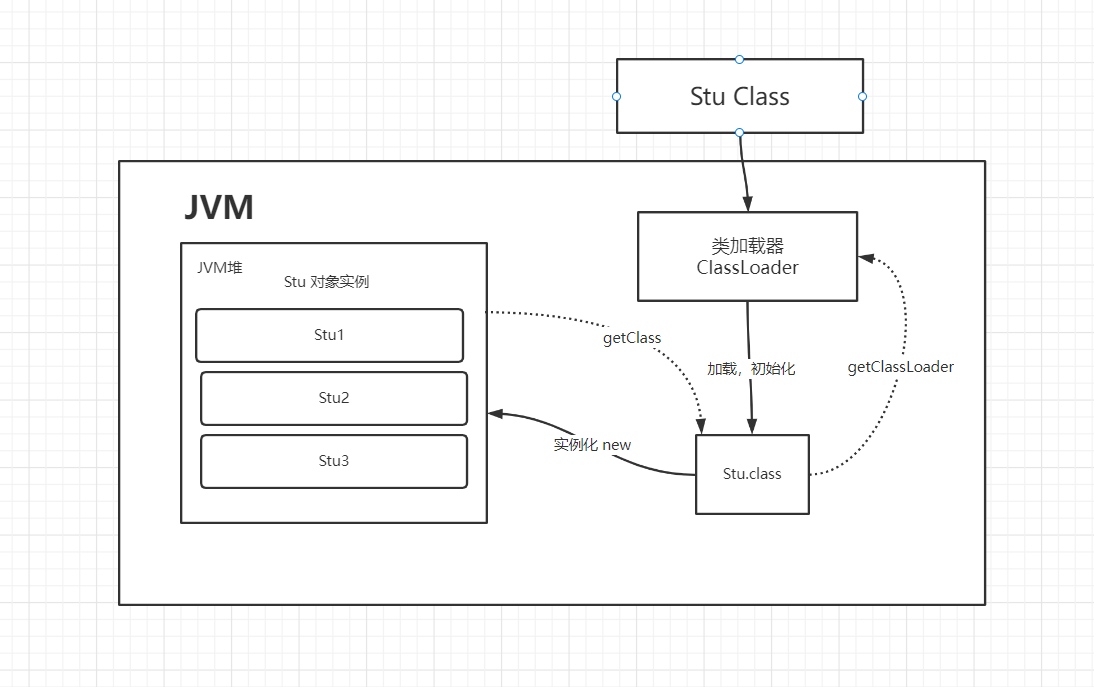 Stu Class
JVM
类加载器
ClassLoader
JVM堆
Stu 对象实例
Stu1
getClass
加载，初始化
getClassLoader
Stu2
实例化 new
Stu3
Stu.class